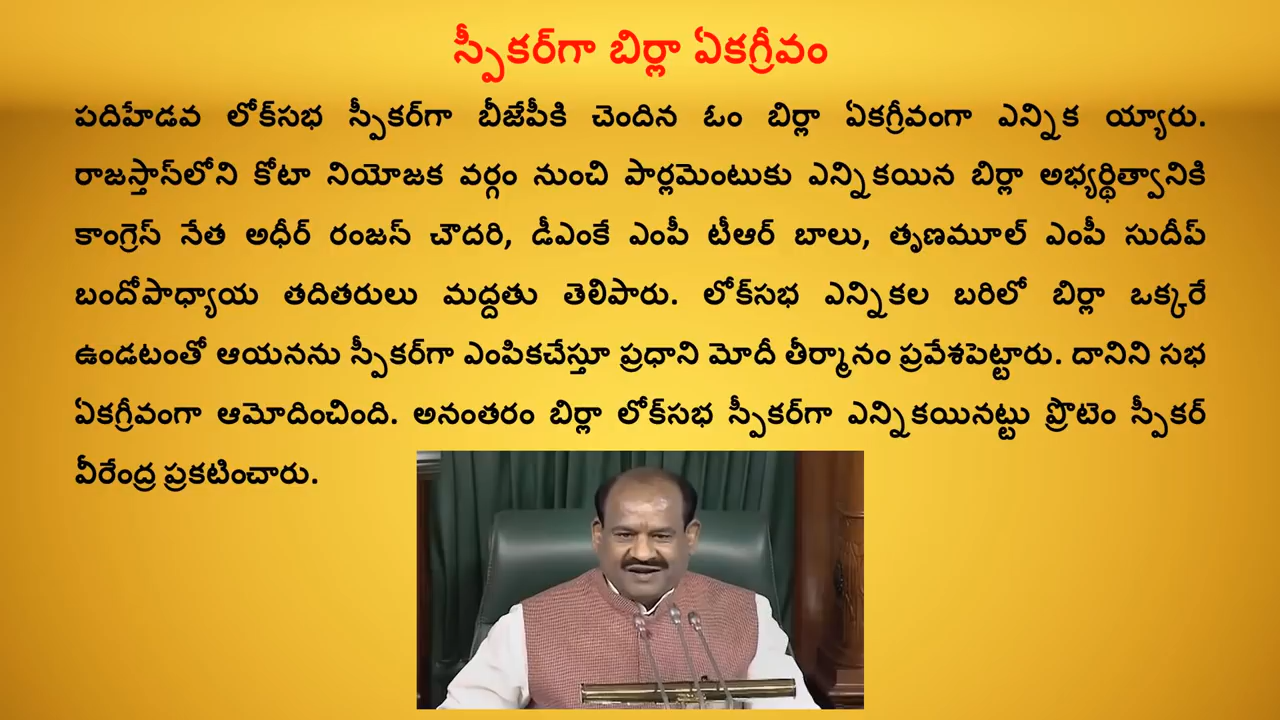 స్పీకర్‌గా బిర్లా ఏకగ్రీవం
పదిహేడవ లోక్‌సభ స్పీకర్‌గా బీజేపీకి చెందిన ఓం బిర్లా ఏకగ్రీవంగా ఎన్నిక య్యారు.
రాజస్తాస్‌లోని కోటా నియోజక వర్గం నుంచి పార్లమెంటుకు ఎన్నికయిన బిర్లా అభ్యర్థిత్వానికి
కాంగ్రెస్ నేత అధీర్ రంజస్ చౌదరి, డీఎంకే ఎంపీ టీఆర్ బాలు, తృణమూల్ ఎంపీ సుదీప్
బందోపాధ్యాయ తదితరులు మద్దతు తెలిపారు. లోక్‌సభ ఎన్నికల బరిలో బిర్లా ఒక్కరే
ఉండటంతో ఆయనను స్పీకర్‌గా ఎంపికచేస్తూ ప్రధాని మోదీ తీర్మానం ప్రవేశపెట్టారు. దానిని సభ
ఏకగ్రీవంగా ఆమోదించింది. అనంతరం బిర్లా లోక్‌సభ స్పీకర్‌గా ఎన్నికయినట్టు ప్రొటెం స్పీకర్
వీరేంద్ర ప్రకటించారు.